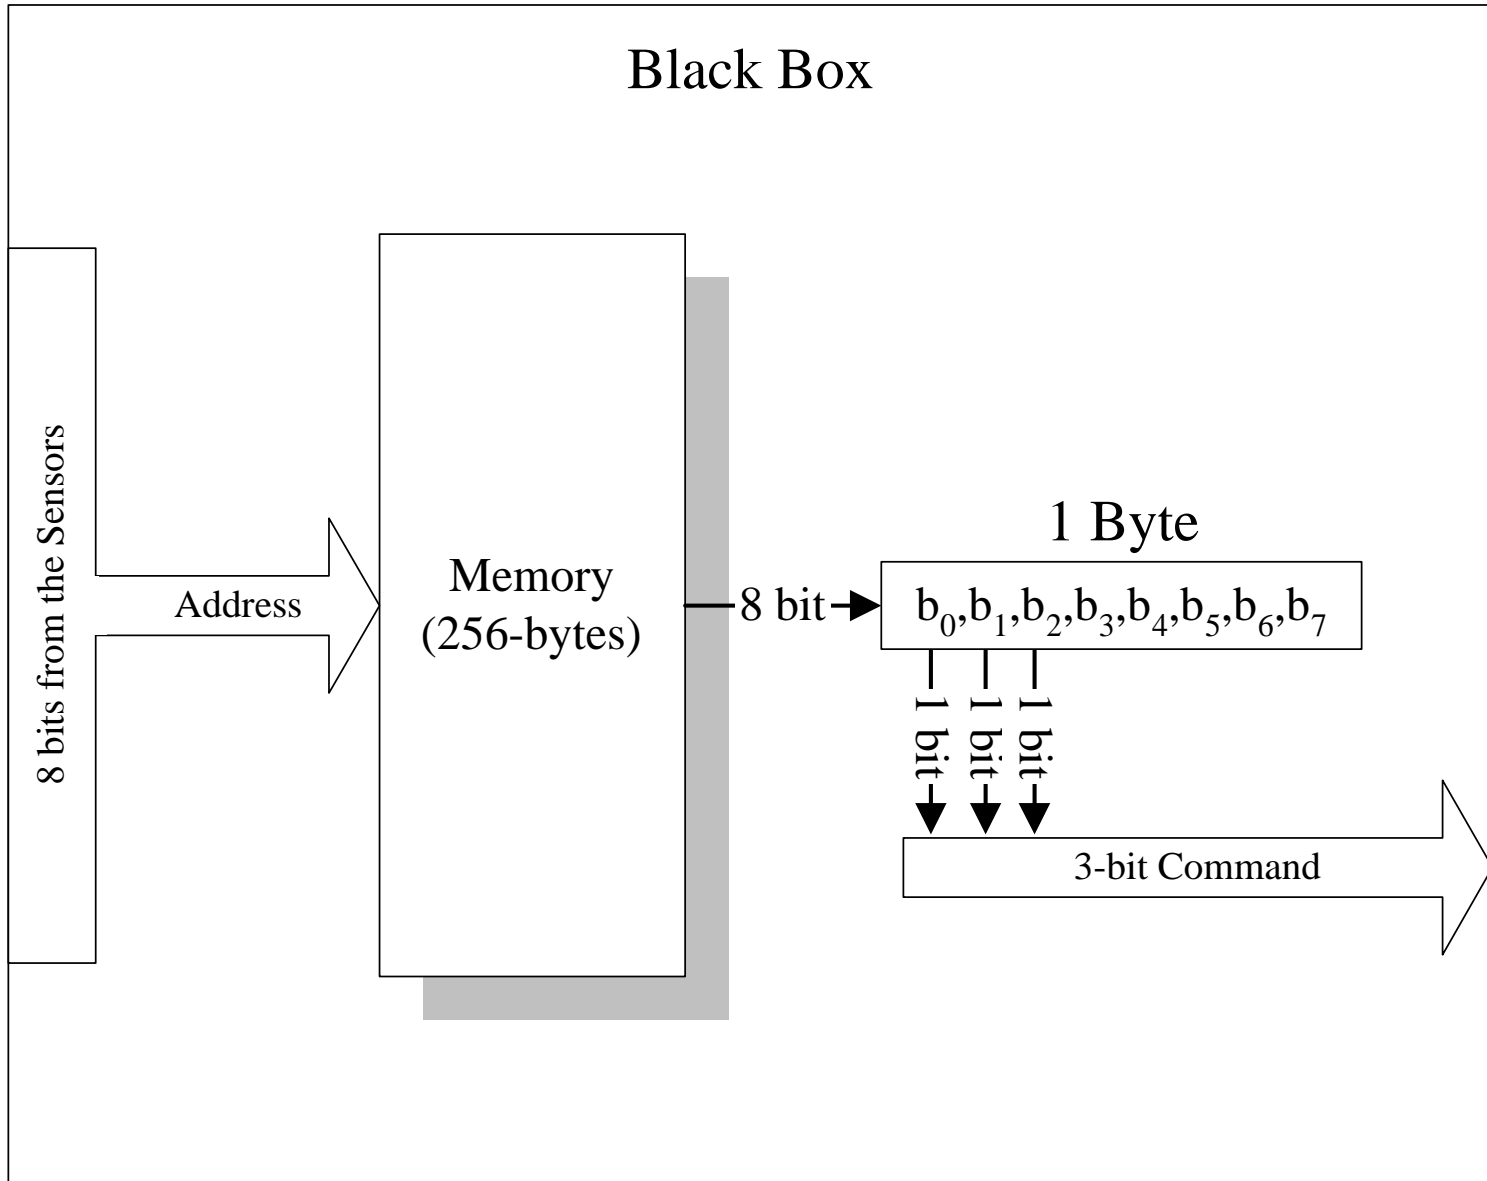 Black Box
8 bits from the Sensors
Address
Memory
(256-bytes)
8 bit
1 Byte
b0,b1,b2,b3,b4,b5,b6,b7
1 bit
1 bit
1 bit
3-bit Command